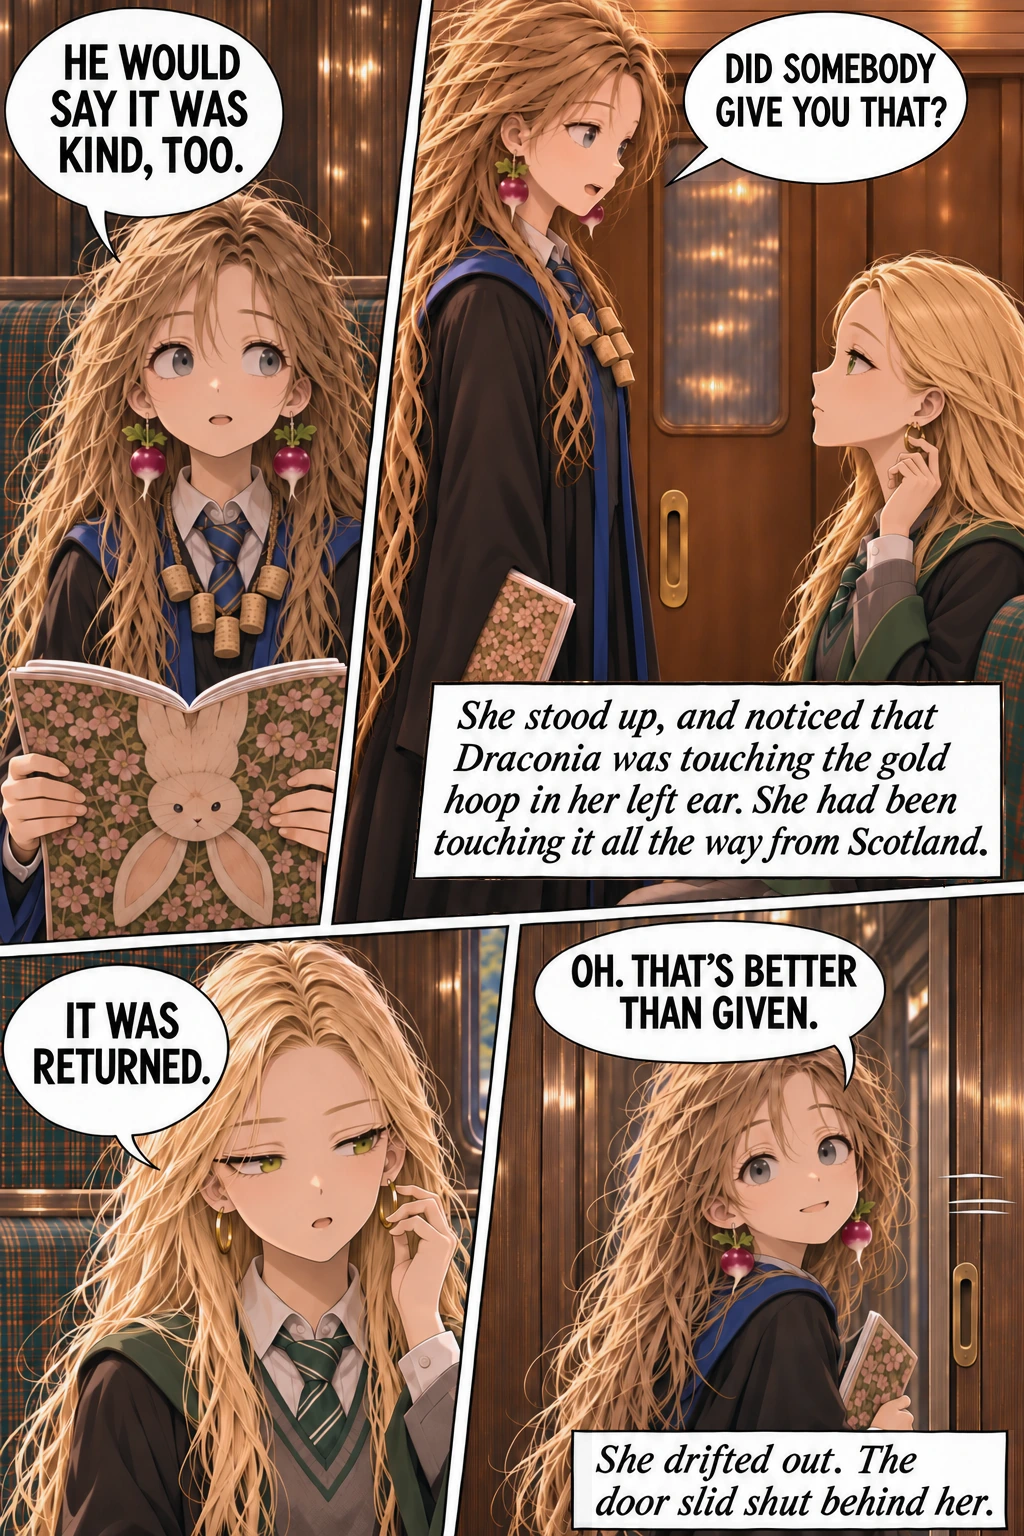 HE WOULD
SAY IT WAS
KIND, TOO.
DID SOMEBODY
GIVE YOU THAT?
She stood up, and noticed that
Draconia was touching the gold
hoop in her left ear. She had been
touching it all the way from Scotland.
IT WAS
RETURNED.
OH. THAT'S BETTER
THAN GIVEN.
She drifted out. The
door slid shut behind her.